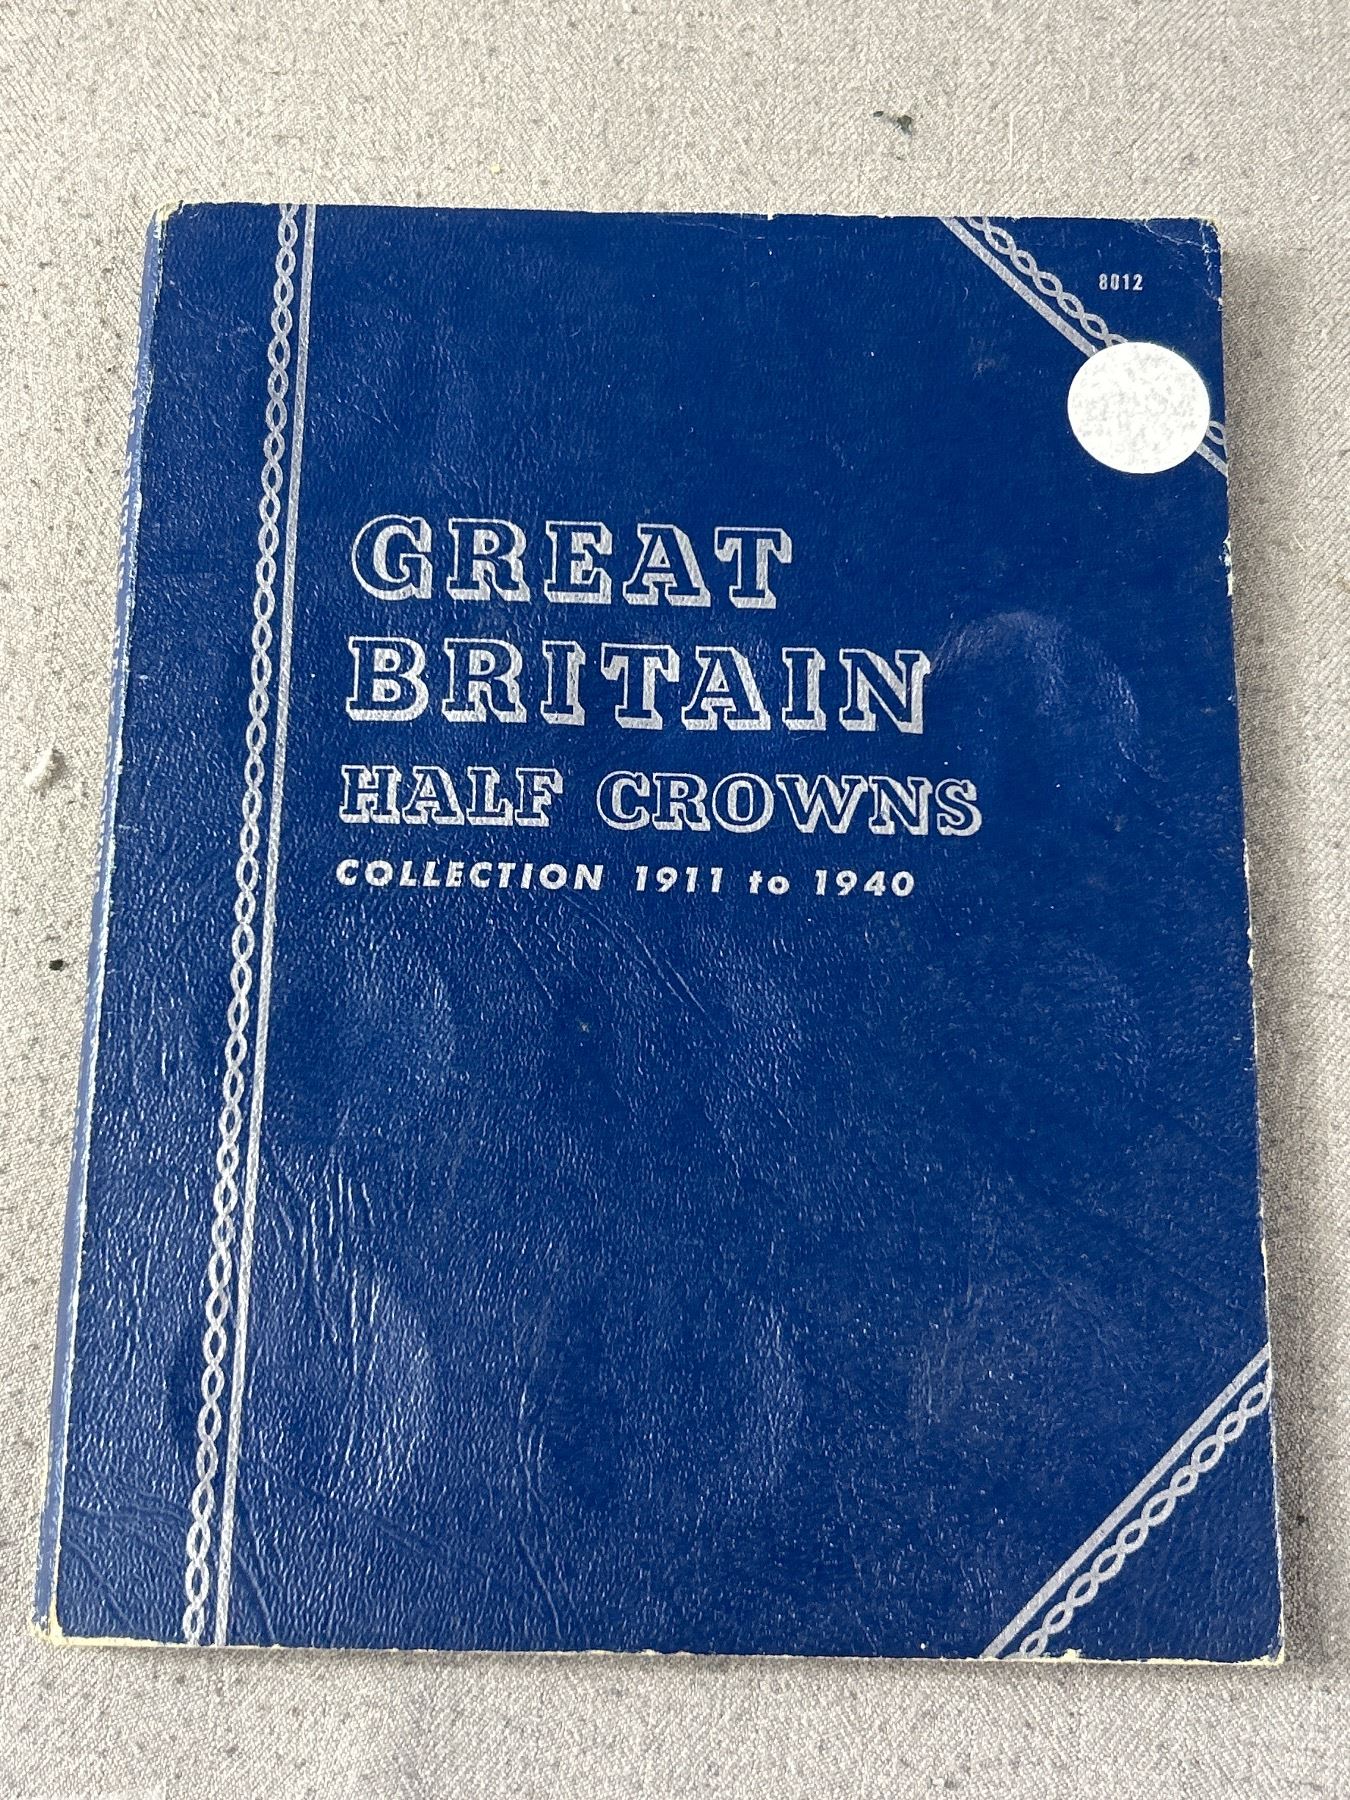 8012
GREAT
BRITAIN
HALF CROWNS
COLLECTION 1911 to 1940